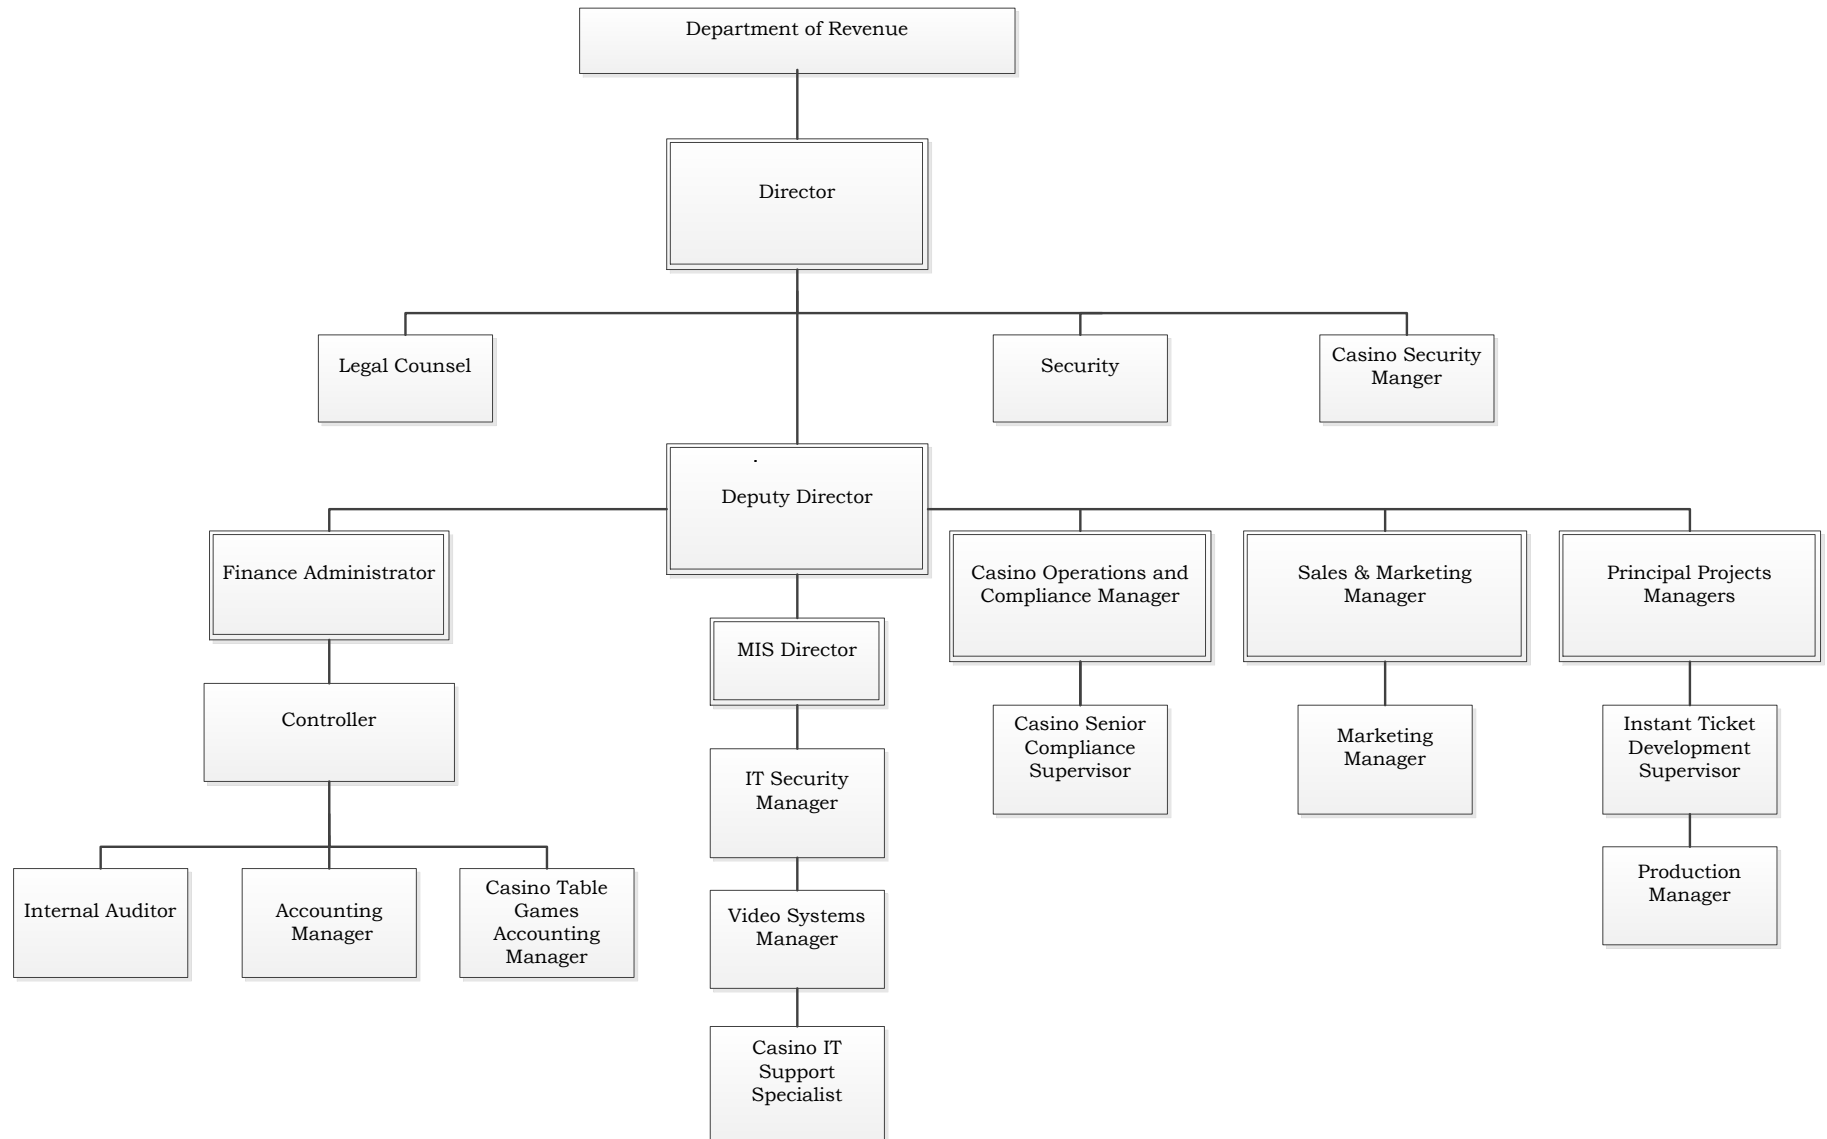 Department of Revenue
Director
Legal Counsel
Security
Casino Security
Manger
.
Deputy Director
Finance Administrator
Casino Operations and
Compliance Manager
Sales & Marketing
Manager
Principal Projects
Managers
MIS Director
Controller
Casino Senior
Compliance
Supervisor
Marketing
Manager
Instant Ticket
Development
Supervisor
IT Security
Manager
Internal Auditor
Accounting
Manager
Casino Table
Games
Accounting
Manager
Video Systems
Manager
Production
Manager
Casino IT
Support
Specialist